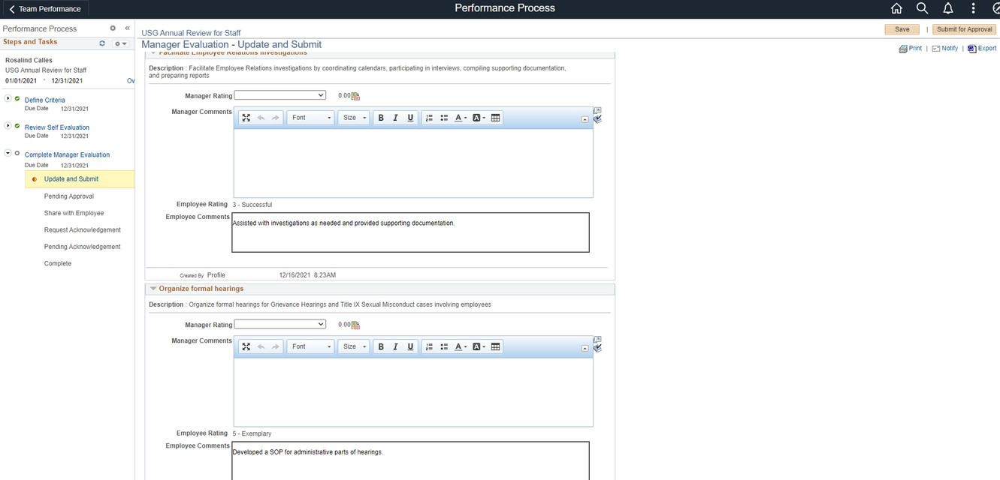 Team Performance
Performance Process
Performance Process
«
Steps and Tasks
Rosalind Calles
USG Annual Review for Staff
01/01/2021 - 12/31/2021 Ov
Define Criteria
Due Date 12/31/2021
Review Self Evaluation
Due Date 12/31/2021
Complete Manager Evaluation
Due Date 12/31/2021
Update and Submit
Pending Approval
Share with Employee
Request Acknowledgement
Pending Acknowledgement
Complete
USG Annual Review for Staff
Save | Submit for Approval
Manager Evaluation - Update and Submit
Print | Notify | Export
Facilitate Employee Relations Investigations
Description : Facilitate Employee Relations investigations by coordinating calendars, participating in interviews, compiling supporting documentation,
and preparing reports
Manager Rating 0.00
Manager Comments
Font Size B I U A A
Employee Rating 3 - Successful
Employee Comments
Assisted with investigations as needed and provided supporting documentation.
Created By Profile 12/16/2021 8:23AM
Organize formal hearings
Description : Organize formal hearings for Grievance Hearings and Title IX Sexual Misconduct cases involving employees
Manager Rating 0.00
Manager Comments
Font Size B I U A A
Employee Rating 5 - Exemplary
Employee Comments
Developed a SOP for administrative parts of hearings.